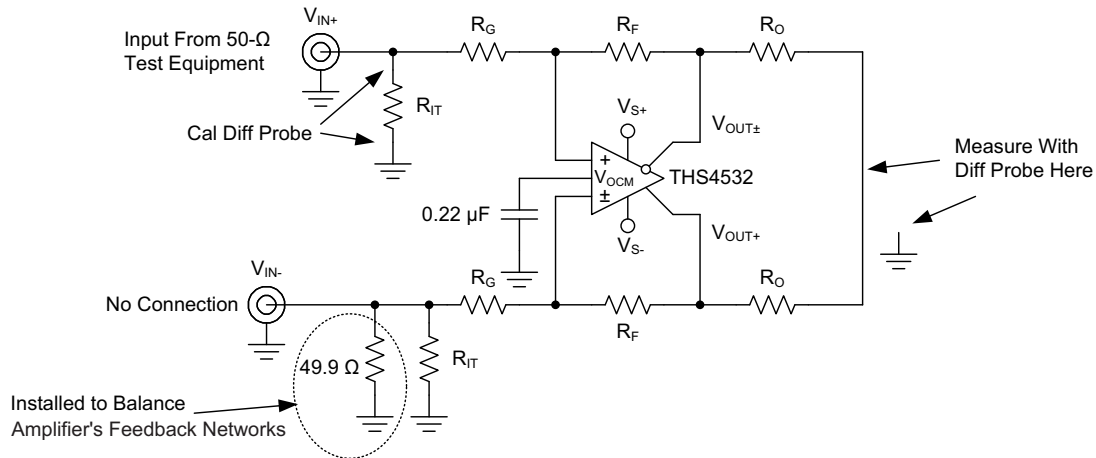 V_IN+
Input From 50-Ω
Test Equipment
R_G
R_F
R_O
R_IT
Cal Diff Probe
V_S+
V_OUT±
+
V_OCM
±
THS4532
Measure With
Diff Probe Here
0.22 µF
V_S-
V_OUT+
V_IN-
No Connection
R_G
R_F
R_O
49.9 Ω
R_IT
Installed to Balance
Amplifier's Feedback Networks